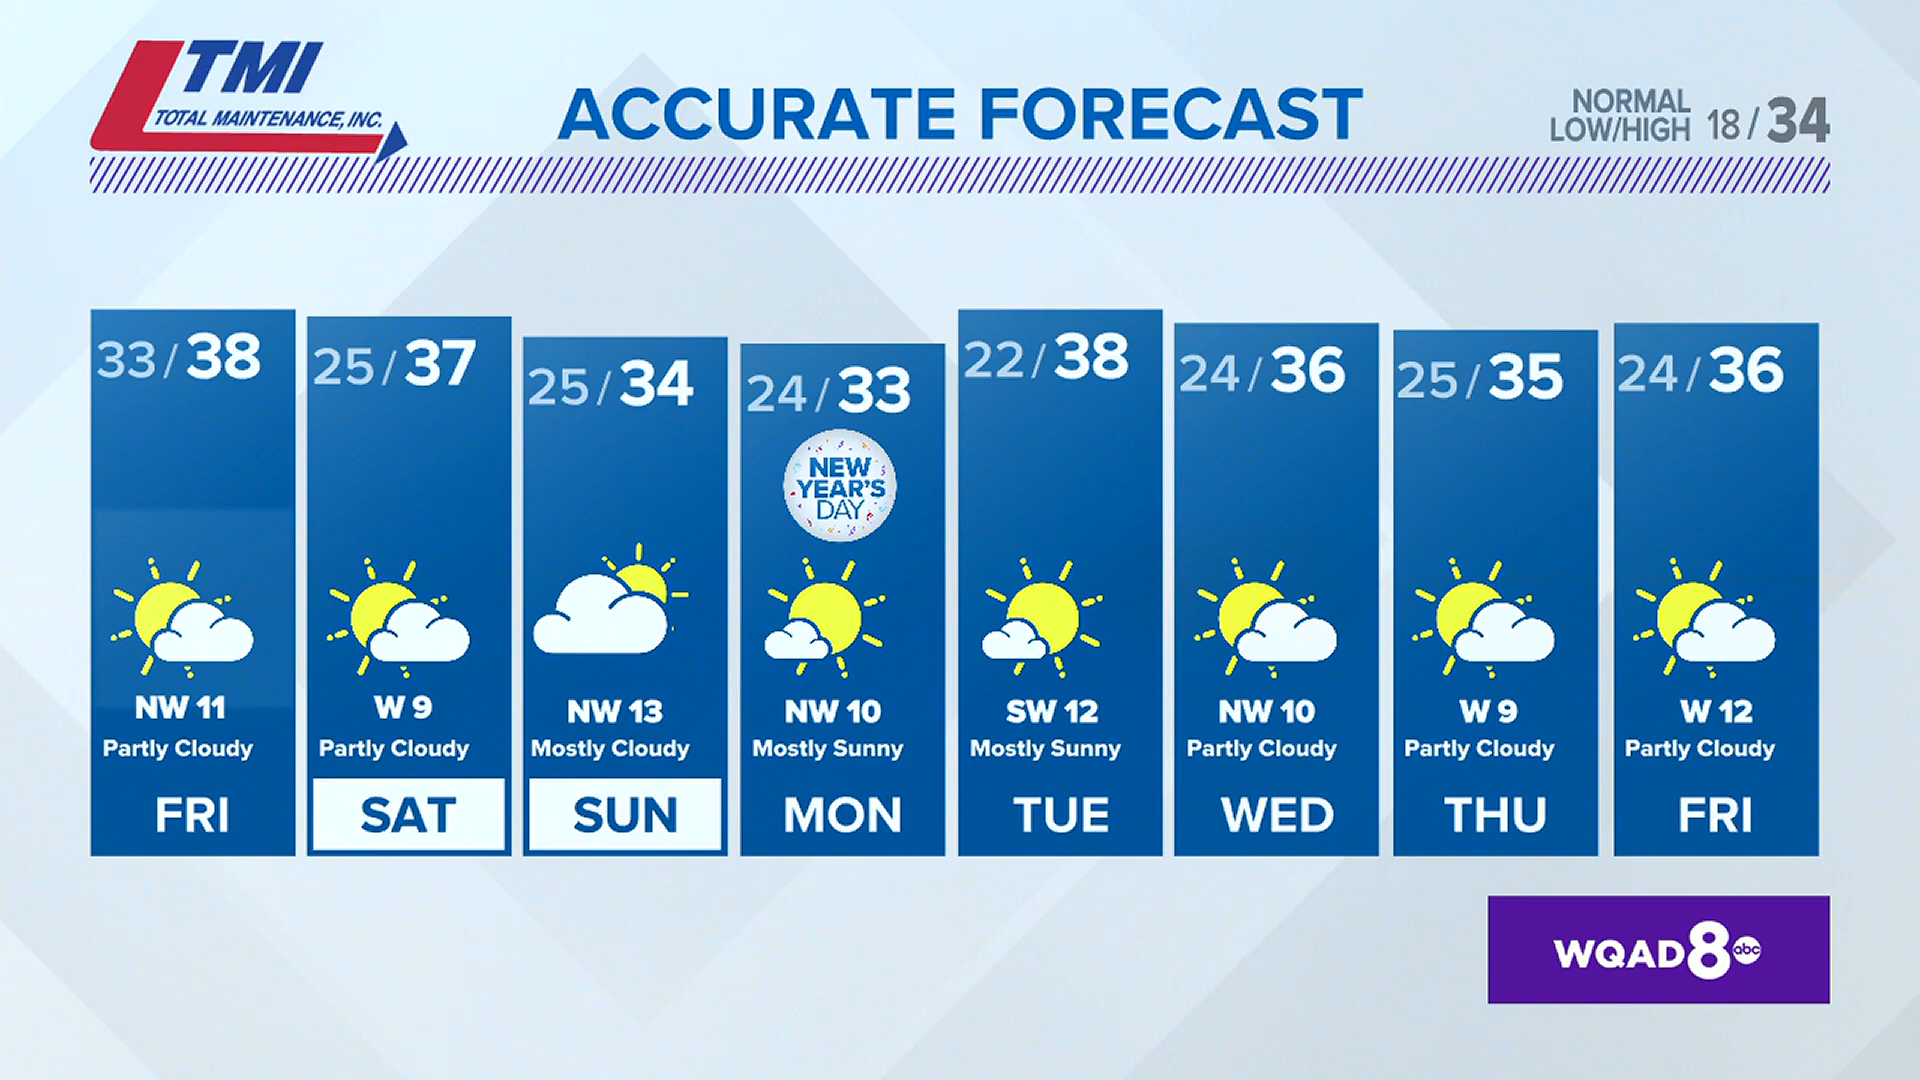 TMI
TOTAL MAINTENANCE, INC.
ACCURATE FORECAST
NORMAL
LOW/HIGH 18 / 34
33 / 38
NW 11
Partly Cloudy
FRI
25 / 37
W 9
Partly Cloudy
SAT
25 / 34
NW 13
Mostly Cloudy
SUN
24 / 33
NEW
YEAR'S
DAY
NW 10
Mostly Sunny
MON
22 / 38
SW 12
Mostly Sunny
TUE
24 / 36
NW 10
Partly Cloudy
WED
25 / 35
W 9
Partly Cloudy
THU
24 / 36
W 12
Partly Cloudy
FRI
WQAD 8 abc